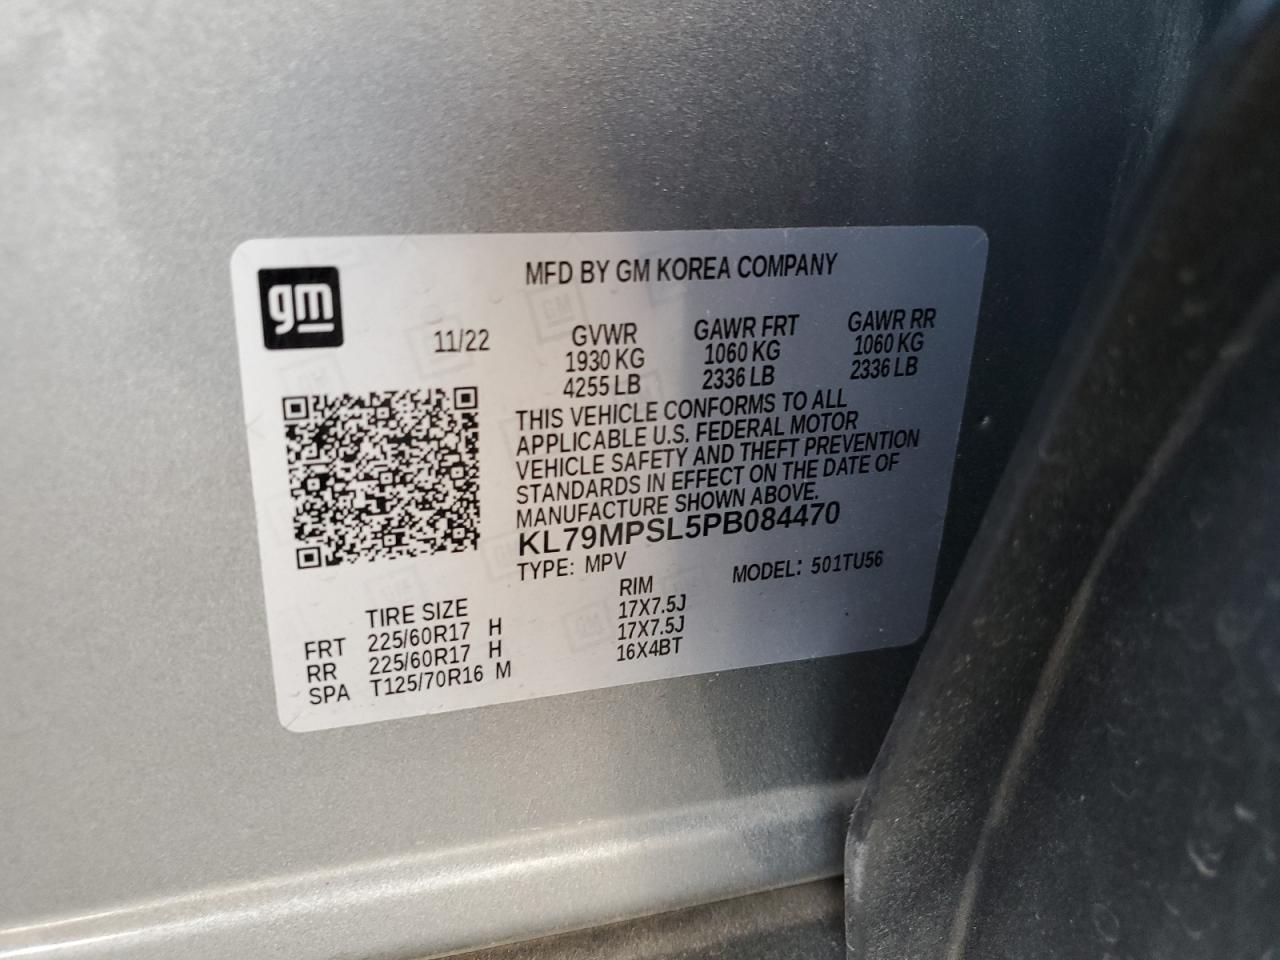 gm
MFD BY GM KOREA COMPANY
11/22 GVWR GAWR FRT GAWR RR
1930 KG 1060 KG 1060 KG
4255 LB 2336 LB 2336 LB
THIS VEHICLE CONFORMS TO ALL
APPLICABLE U.S. FEDERAL MOTOR
VEHICLE SAFETY AND THEFT PREVENTION
STANDARDS IN EFFECT ON THE DATE OF
MANUFACTURE SHOWN ABOVE.
KL79MPSL5PB084470
TYPE: MPV MODEL: 501TU56
TIRE SIZE RIM
FRT 225/60R17 H 17X7.5J
RR 225/60R17 H 17X7.5J
SPA T125/70R16 M 16X4BT